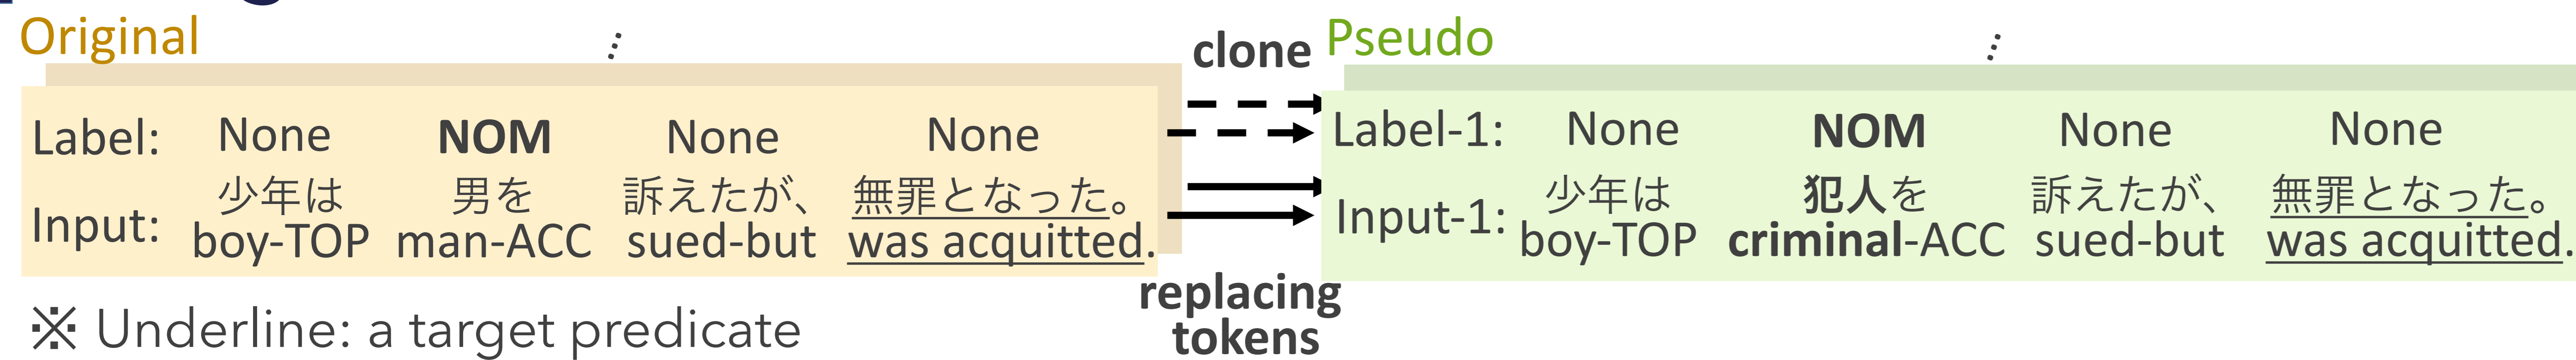 Original
⋮
clone
Pseudo
⋮
Label: None NOM None None
Input: 少年は 男を 訴えたが、 無罪となった。
boy-TOP man-ACC sued-but was acquitted.
Label-1: None NOM None None
Input-1: 少年は 犯人を 訴えたが、 無罪となった。
boy-TOP criminal-ACC sued-but was acquitted.
replacing
tokens
※ Underline: a target predicate